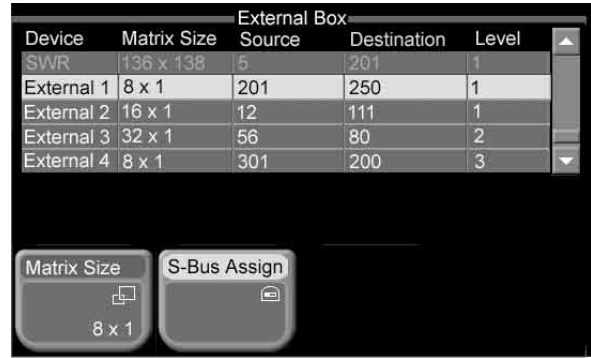 External Box
Device Matrix Size Source Destination Level
SWR 136 x 138 5 201 1
External 1 8 x 1 201 250 1
External 2 16 x 1 12 111 1
External 3 32 x 1 56 80 2
External 4 8 x 1 301 200 3
Matrix Size S-Bus Assign
8 x 1